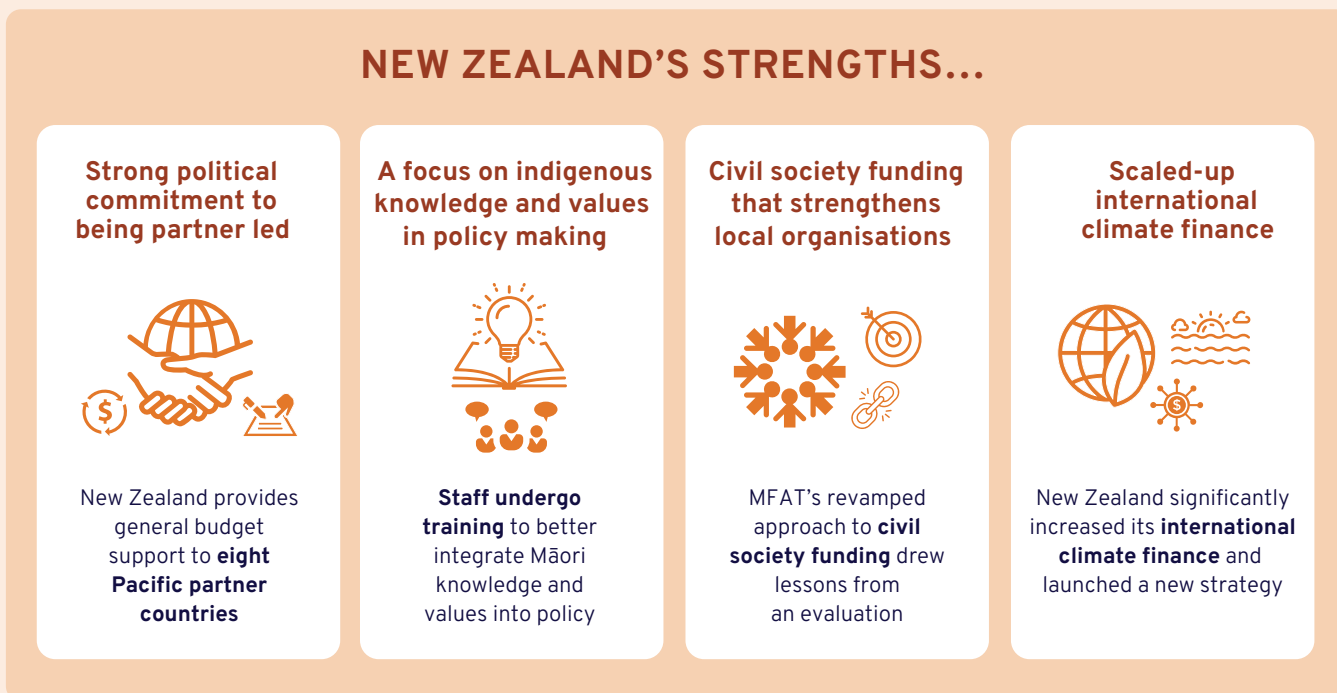 NEW ZEALAND’S STRENGTHS...
Strong political
commitment to
being partner led
$
New Zealand provides
general budget
support to eight
Pacific partner
countries
A focus on indigenous
knowledge and values
in policy making
Staff undergo
training to better
integrate Māori
knowledge and
values into policy
Civil society funding
that strengthens
local organisations
MFAT’s revamped
approach to civil
society funding drew
lessons from
an evaluation
Scaled-up
international
climate finance
$
New Zealand significantly
increased its international
climate finance and
launched a new strategy